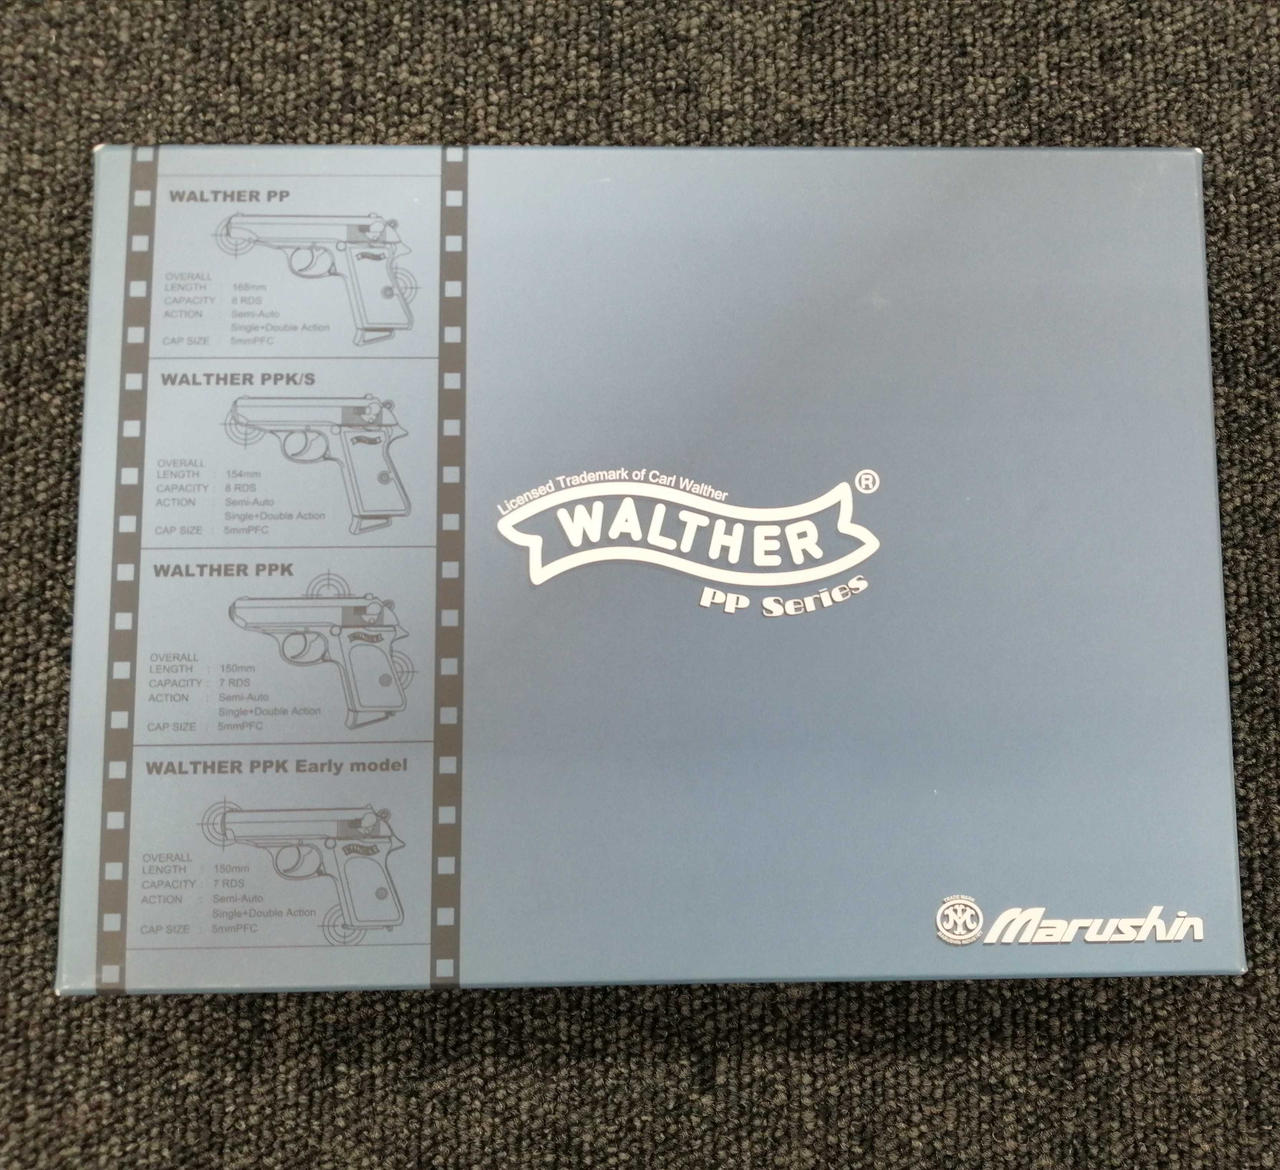 WALTHER PP
OVERALL
LENGTH : 168mm
CAPACITY : 8 RDS
ACTION : Semi-Auto
Single+Double Action
CAP SIZE : 5mmPFC
WALTHER PPK/S
OVERALL
LENGTH : 154mm
CAPACITY : 8 RDS
ACTION : Semi-Auto
Single+Double Action
CAP SIZE : 5mmPFC
WALTHER PPK
OVERALL
LENGTH : 150mm
CAPACITY : 7 RDS
ACTION : Semi-Auto
Single+Double Action
CAP SIZE : 5mmPFC
WALTHER PPK Early model
OVERALL
LENGTH : 150mm
CAPACITY : 7 RDS
ACTION : Semi-Auto
Single+Double Action
CAP SIZE : 5mmPFC
Licensed Trademark of Carl Walther
WALTHER ®
PP Series
TRADE MARK
Marushin